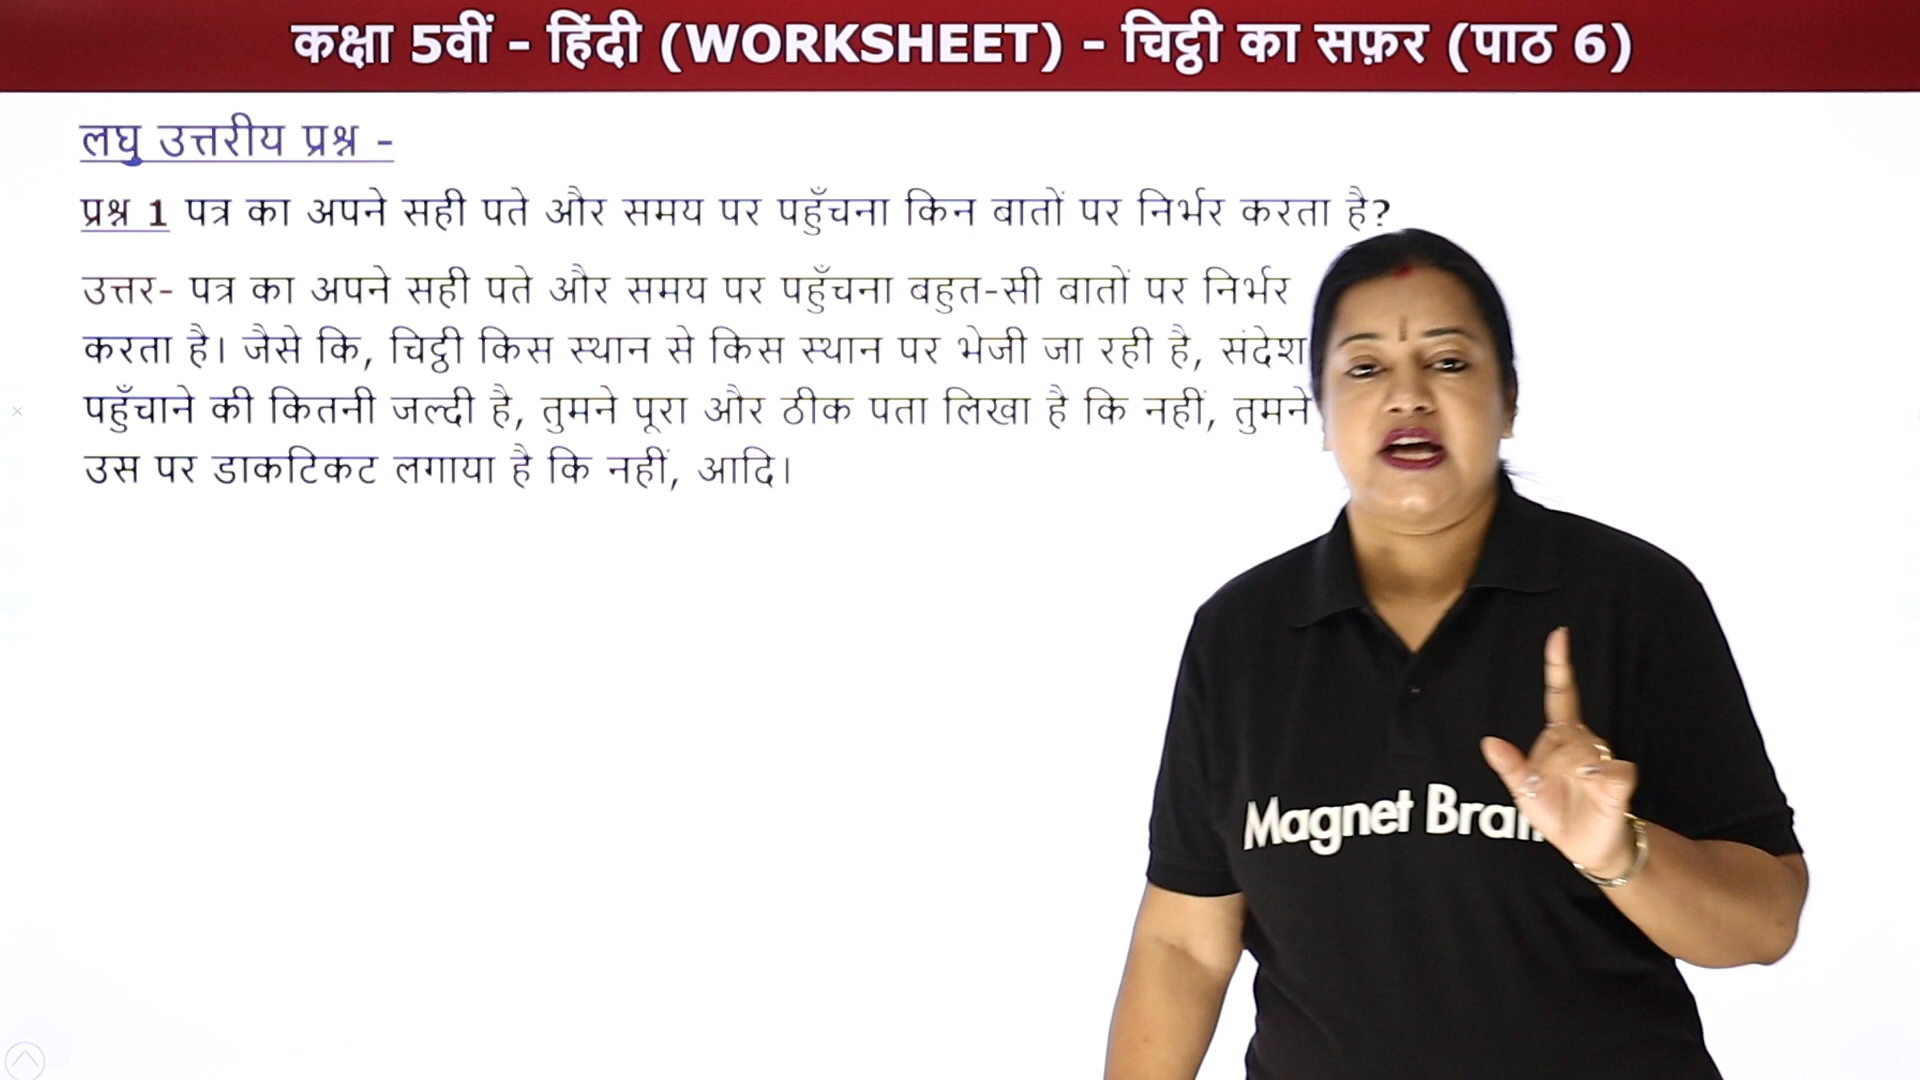 कक्षा 5वीं - हिंदी (WORKSHEET) - चिट्ठी का सफ़र (पाठ 6)
लघु उत्तरीय प्रश्न -
प्रश्न 1 पत्र का अपने सही पते और समय पर पहुँचना किन बातों पर निर्भर करता है?
उत्तर- पत्र का अपने सही पते और समय पर पहुँचना बहुत-सी बातों पर निर्भर
करता है। जैसे कि, चिट्ठी किस स्थान से किस स्थान पर भेजी जा रही है, संदेश
पहुँचाने की कितनी जल्दी है, तुमने पूरा और ठीक पता लिखा है कि नहीं, तुमने
उस पर डाकटिकट लगाया है कि नहीं, आदि।
Magnet